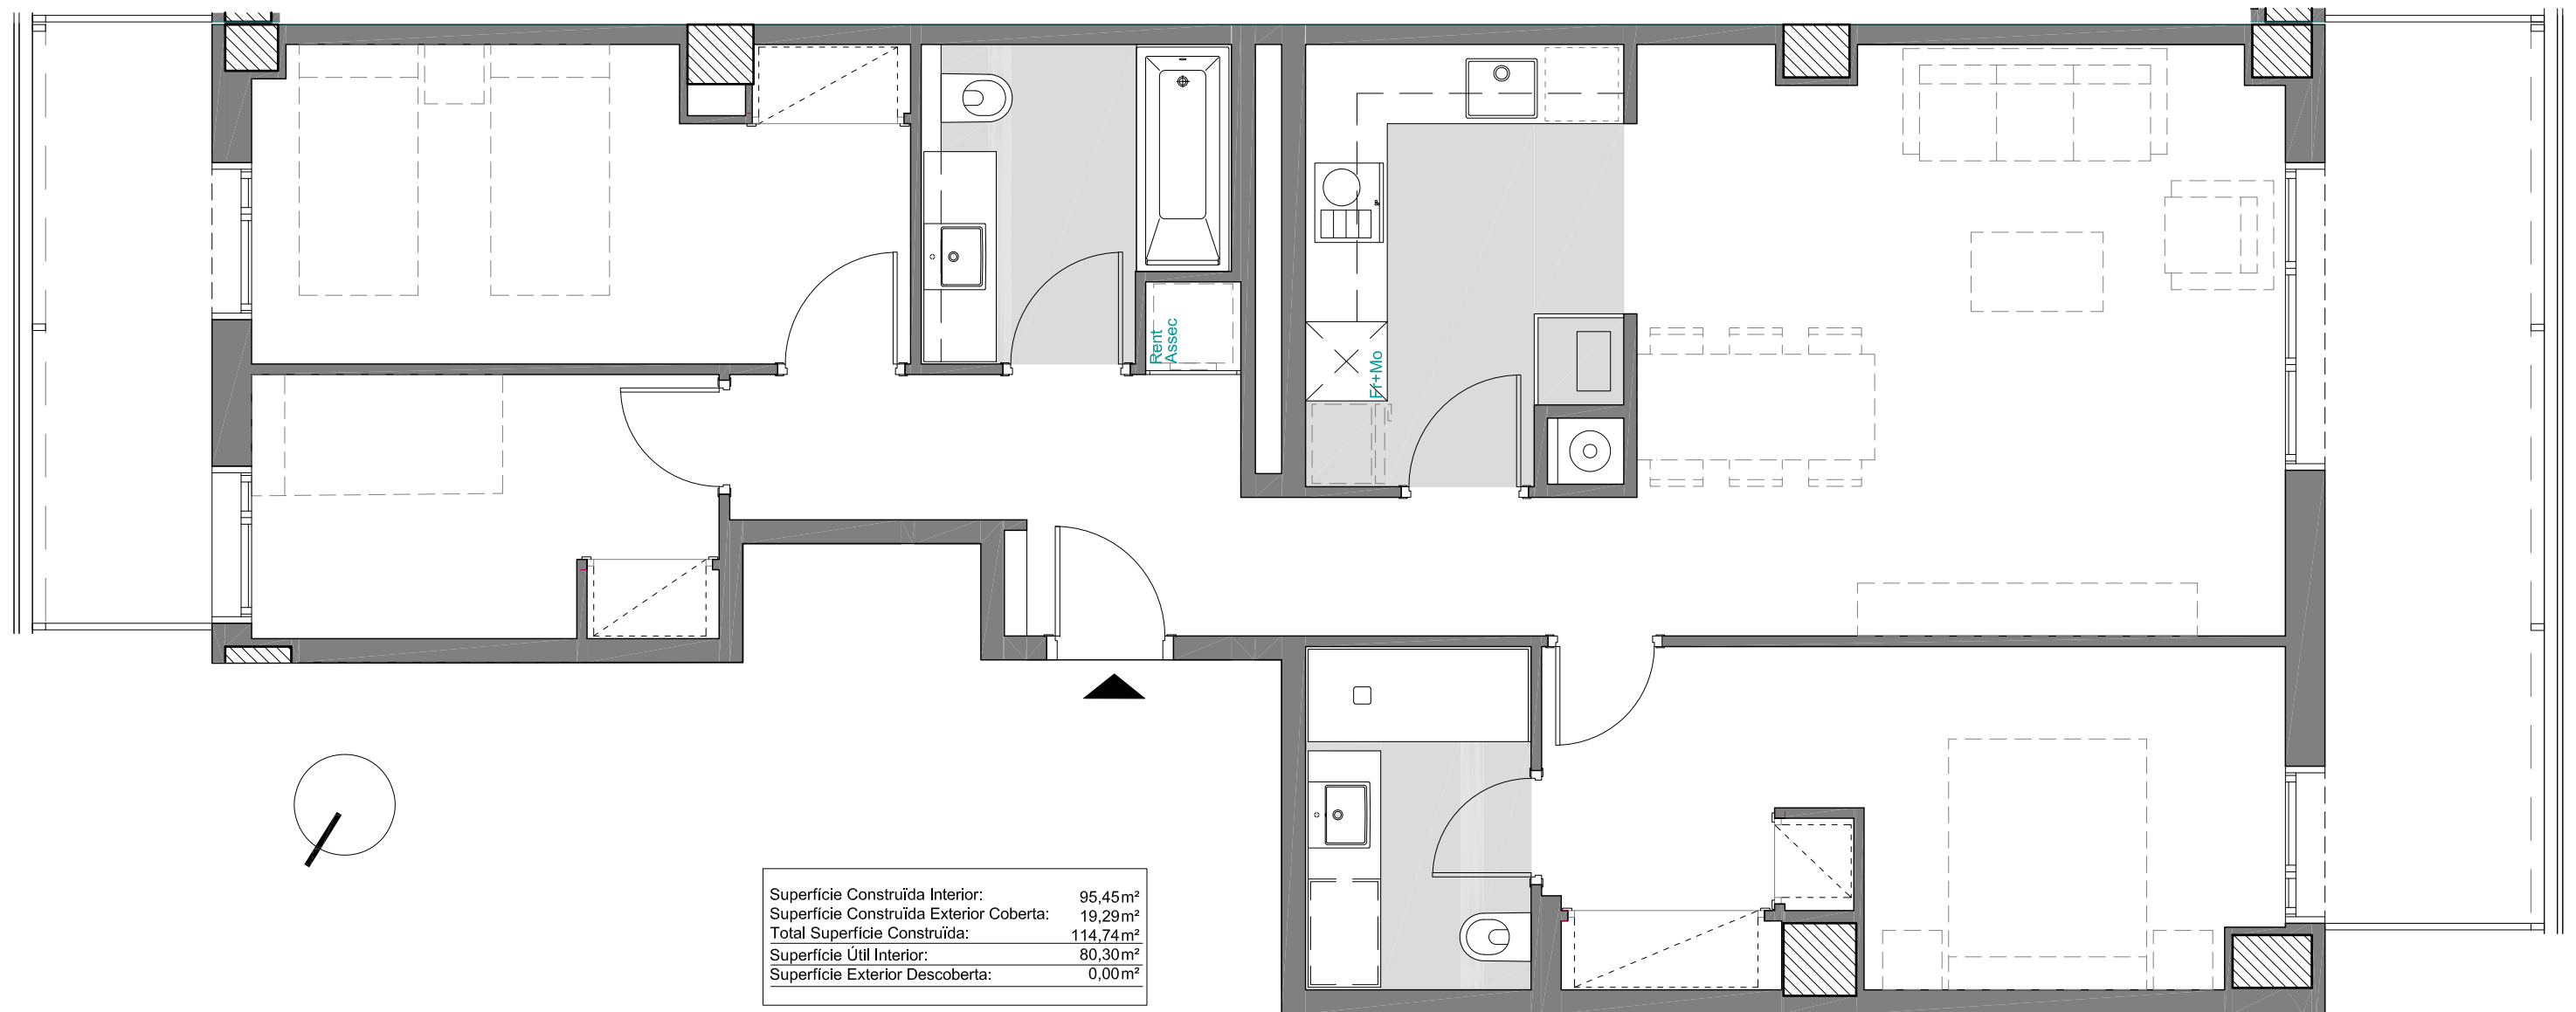 Rent
Assec
Fr+Mo
Superfície Construïda Interior: 95,45m²
Superfície Construïda Exterior Coberta: 19,29m²
Total Superfície Construïda: 114,74m²
Superfície Útil Interior: 80,30m²
Superfície Exterior Descoberta: 0,00m²